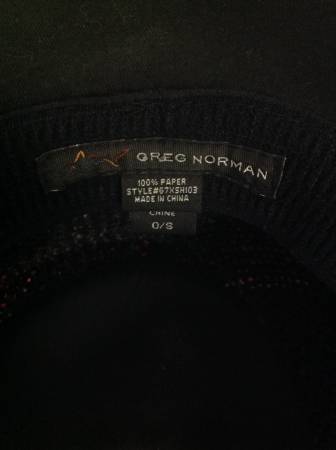 GREG NORMAN
100% PAPER
STYLE#G7XSH103
MADE IN CHINA
CHINE
O/S